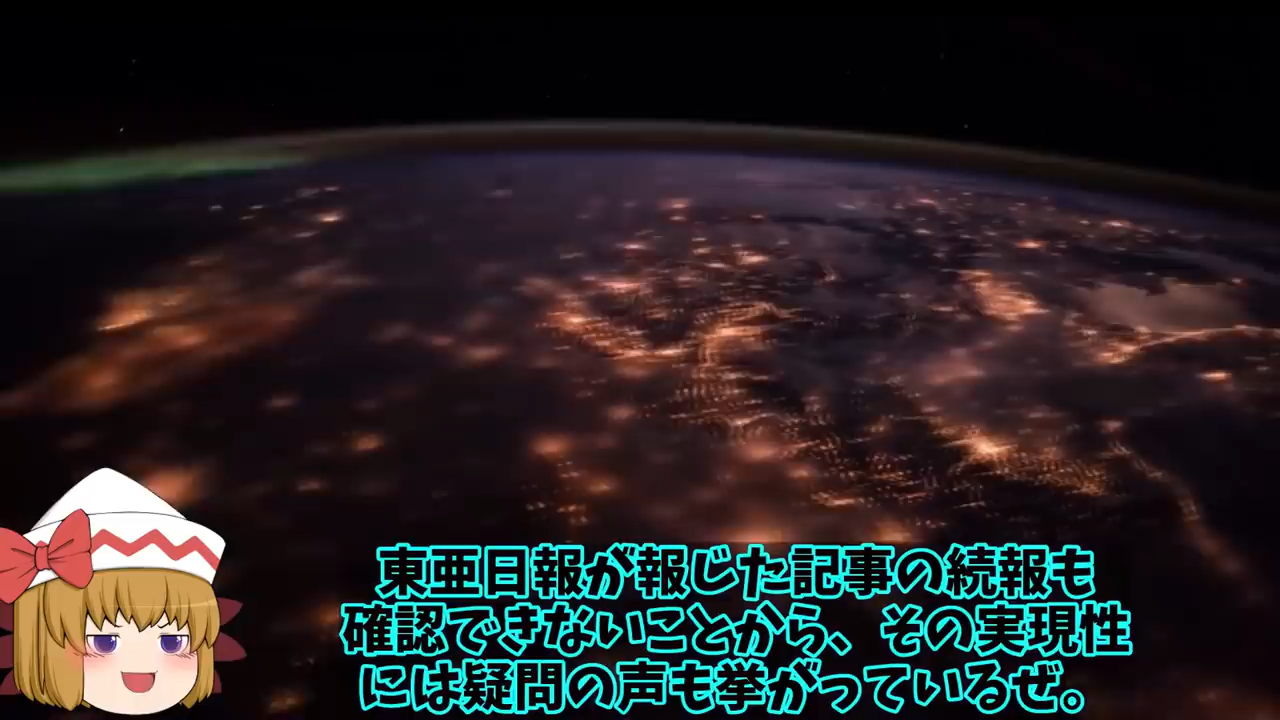 東亜日報が報じた記事の続報も
確認できないことから、その実現性
には疑問の声も挙がっているぜ。